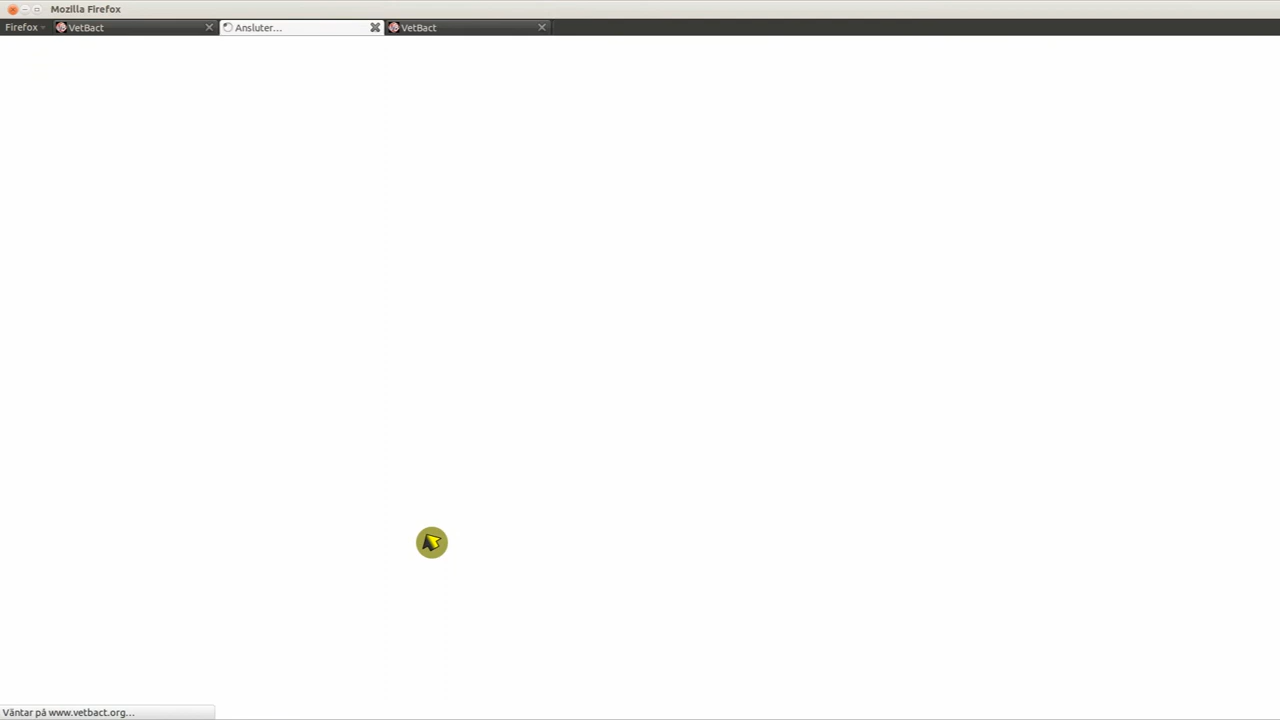 Mozilla Firefox
Firefox
VetBact
Ansluter...
VetBact
Väntar på www.vetbact.org...